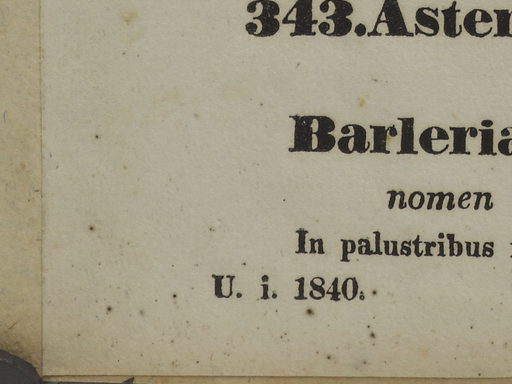 343. Aster
Barleria
nomen
In palustribus
U. i. 1840.